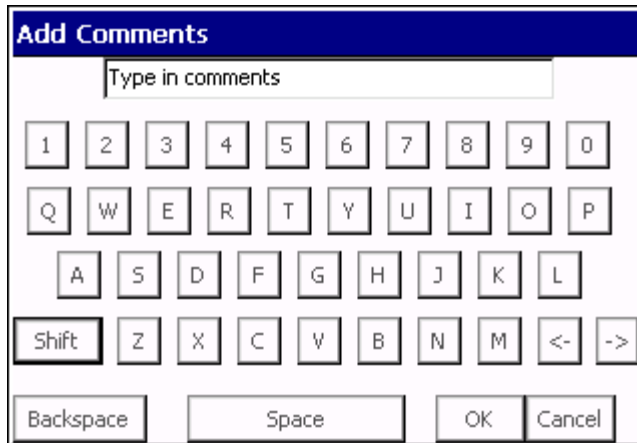 Add Comments
Type in comments
1 2 3 4 5 6 7 8 9 0
Q W E R T Y U I O P
A S D F G H J K L
Shift Z X C V B N M <- ->
Backspace Space OK Cancel